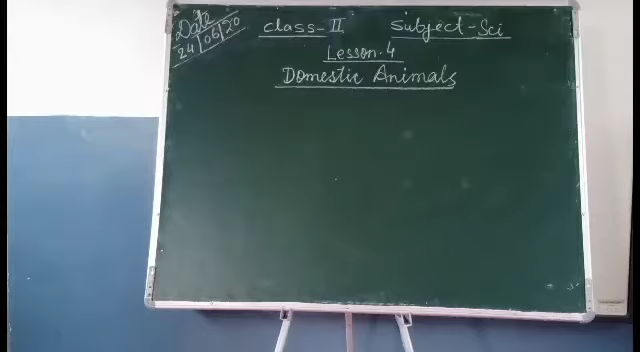 Date
24/06/20
Class-II Subject-Sci
Lesson.4
Domestic Animals